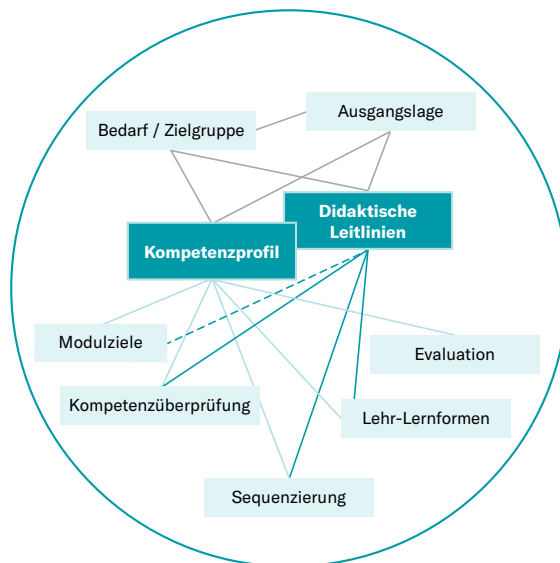 Ausgangslage
Bedarf / Zielgruppe
Didaktische
Leitlinien
Kompetenzprofil
Modulziele
Evaluation
Kompetenzüberprüfung
Lehr-Lernformen
Sequenzierung